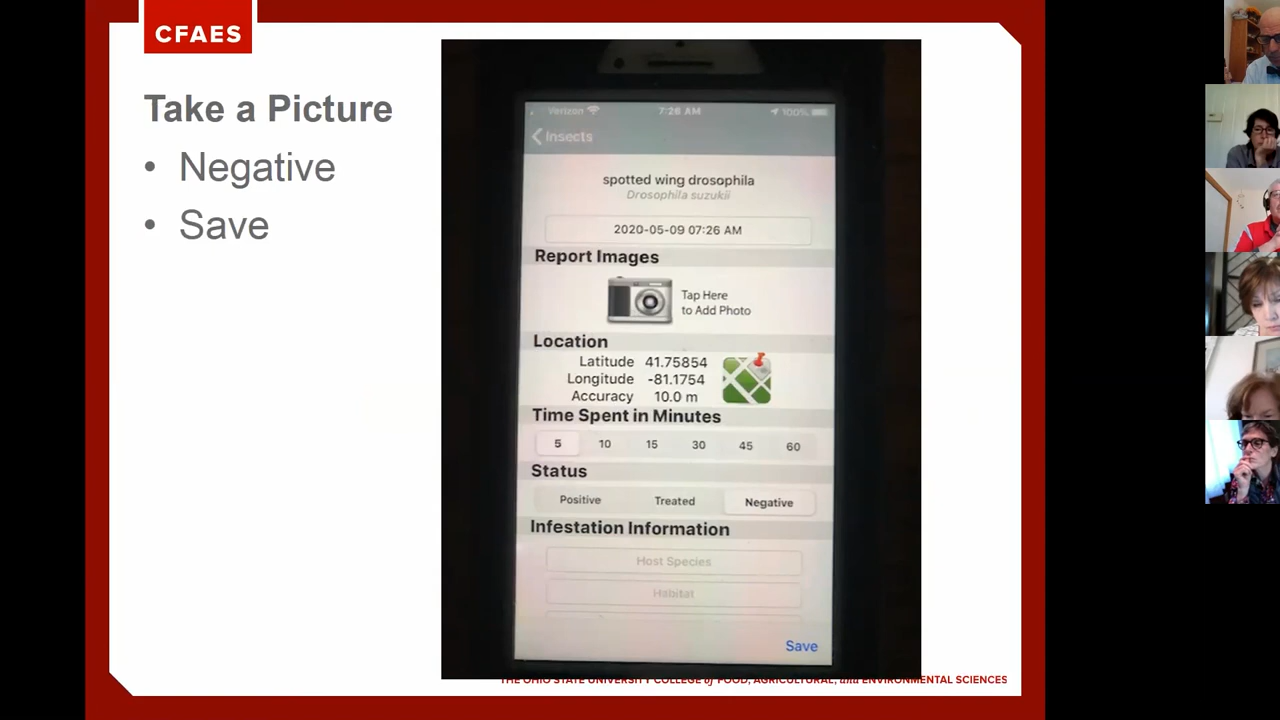 CFAES
Take a Picture
• Negative
• Save
Verizon 7:26 AM 100%
Insects
spotted wing drosophila
Drosophila suzukii
2020-05-09 07:26 AM
Report Images
Tap Here
to Add Photo
Location
Latitude 41.75854
Longitude -81.1754
Accuracy 10.0 m
Time Spent in Minutes
5 10 15 30 45 60
Status
Positive Treated Negative
Infestation Information
Host Species
Habitat
Save
THE OHIO STATE UNIVERSITY COLLEGE of FOOD, AGRICULTURAL, and ENVIRONMENTAL SCIENCES